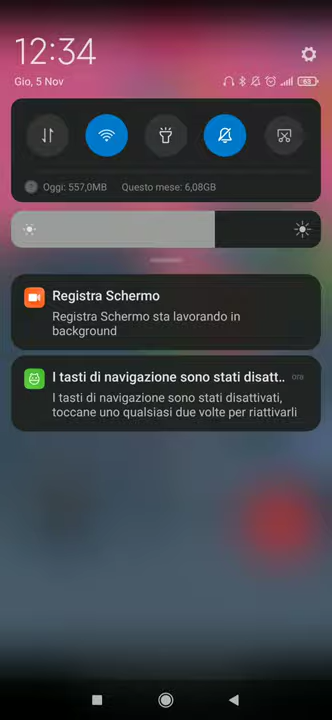 12:34
Gio, 5 Nov
63
Oggi: 557,0MB Questo mese: 6,08GB
Registra Schermo
Registra Schermo sta lavorando in
background
I tasti di navigazione sono stati disatt.. ora
I tasti di navigazione sono stati disattivati,
toccane uno qualsiasi due volte per riattivarli